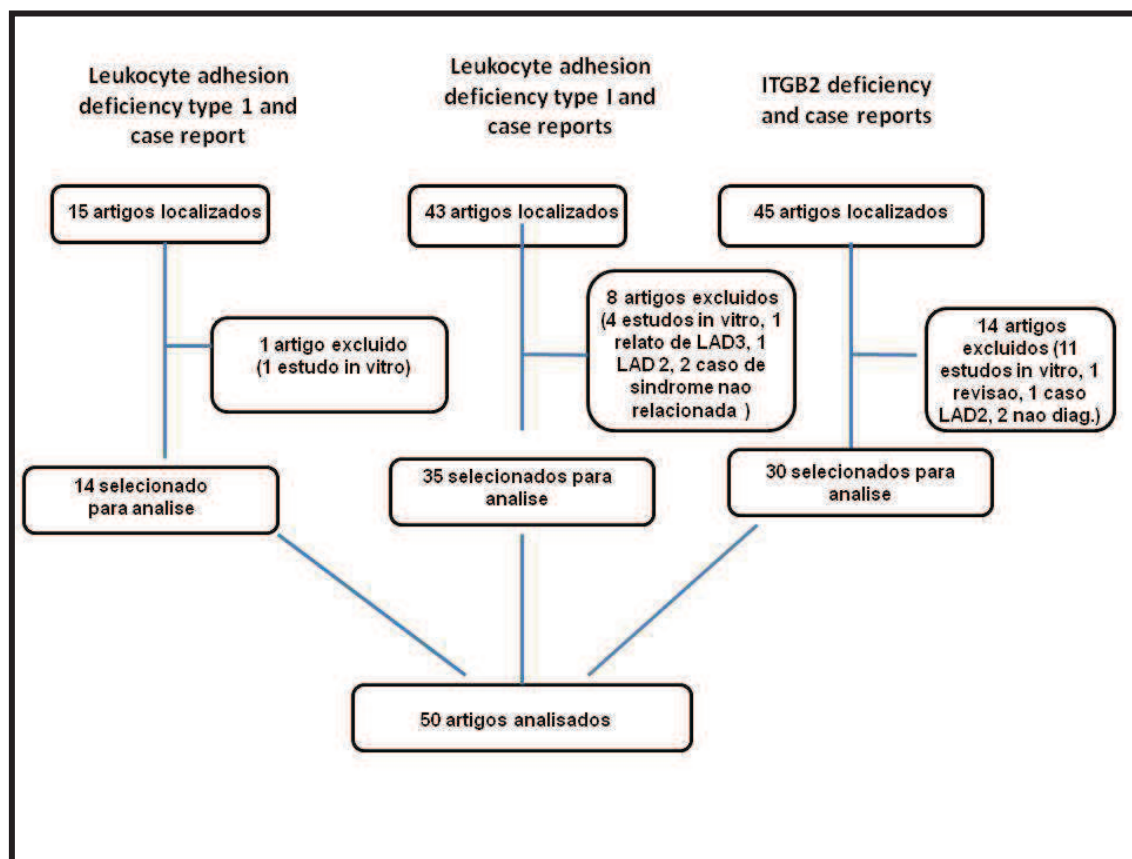 Leukocyte adhesion
deficiency type 1 and
case report
Leukocyte adhesion
deficiency type I and
case reports
ITGB2 deficiency
and case reports
15 artigos localizados
43 artigos localizados
45 artigos localizados
1 artigo excluido
(1 estudo in vitro)
8 artigos excluidos
(4 estudos in vitro, 1
relato de LAD3, 1
LAD 2, 2 caso de
sindrome nao
relacionada )
14 artigos
excluidos (11
estudos in vitro, 1
revisao, 1 caso
LAD2, 2 nao diag.)
14 selecionado
para analise
35 selecionados para
analise
30 selecionados para
analise
50 artigos analisados